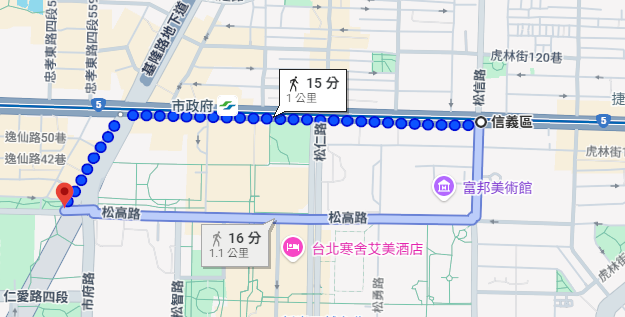 忠孝東路四段5
忠孝東路四段59
基隆路地下道
虎林街120巷
15 分
1 公里
松信路
市政府
5
捷
信義區
5
逸仙路50巷
松仁路
虎林街1
逸仙路42巷
富邦美術館
松高路
松高路
16 分
1.1 公里
台北寒舍艾美酒店
市府路
松智路
松勇路
虎林街
仁愛路四段